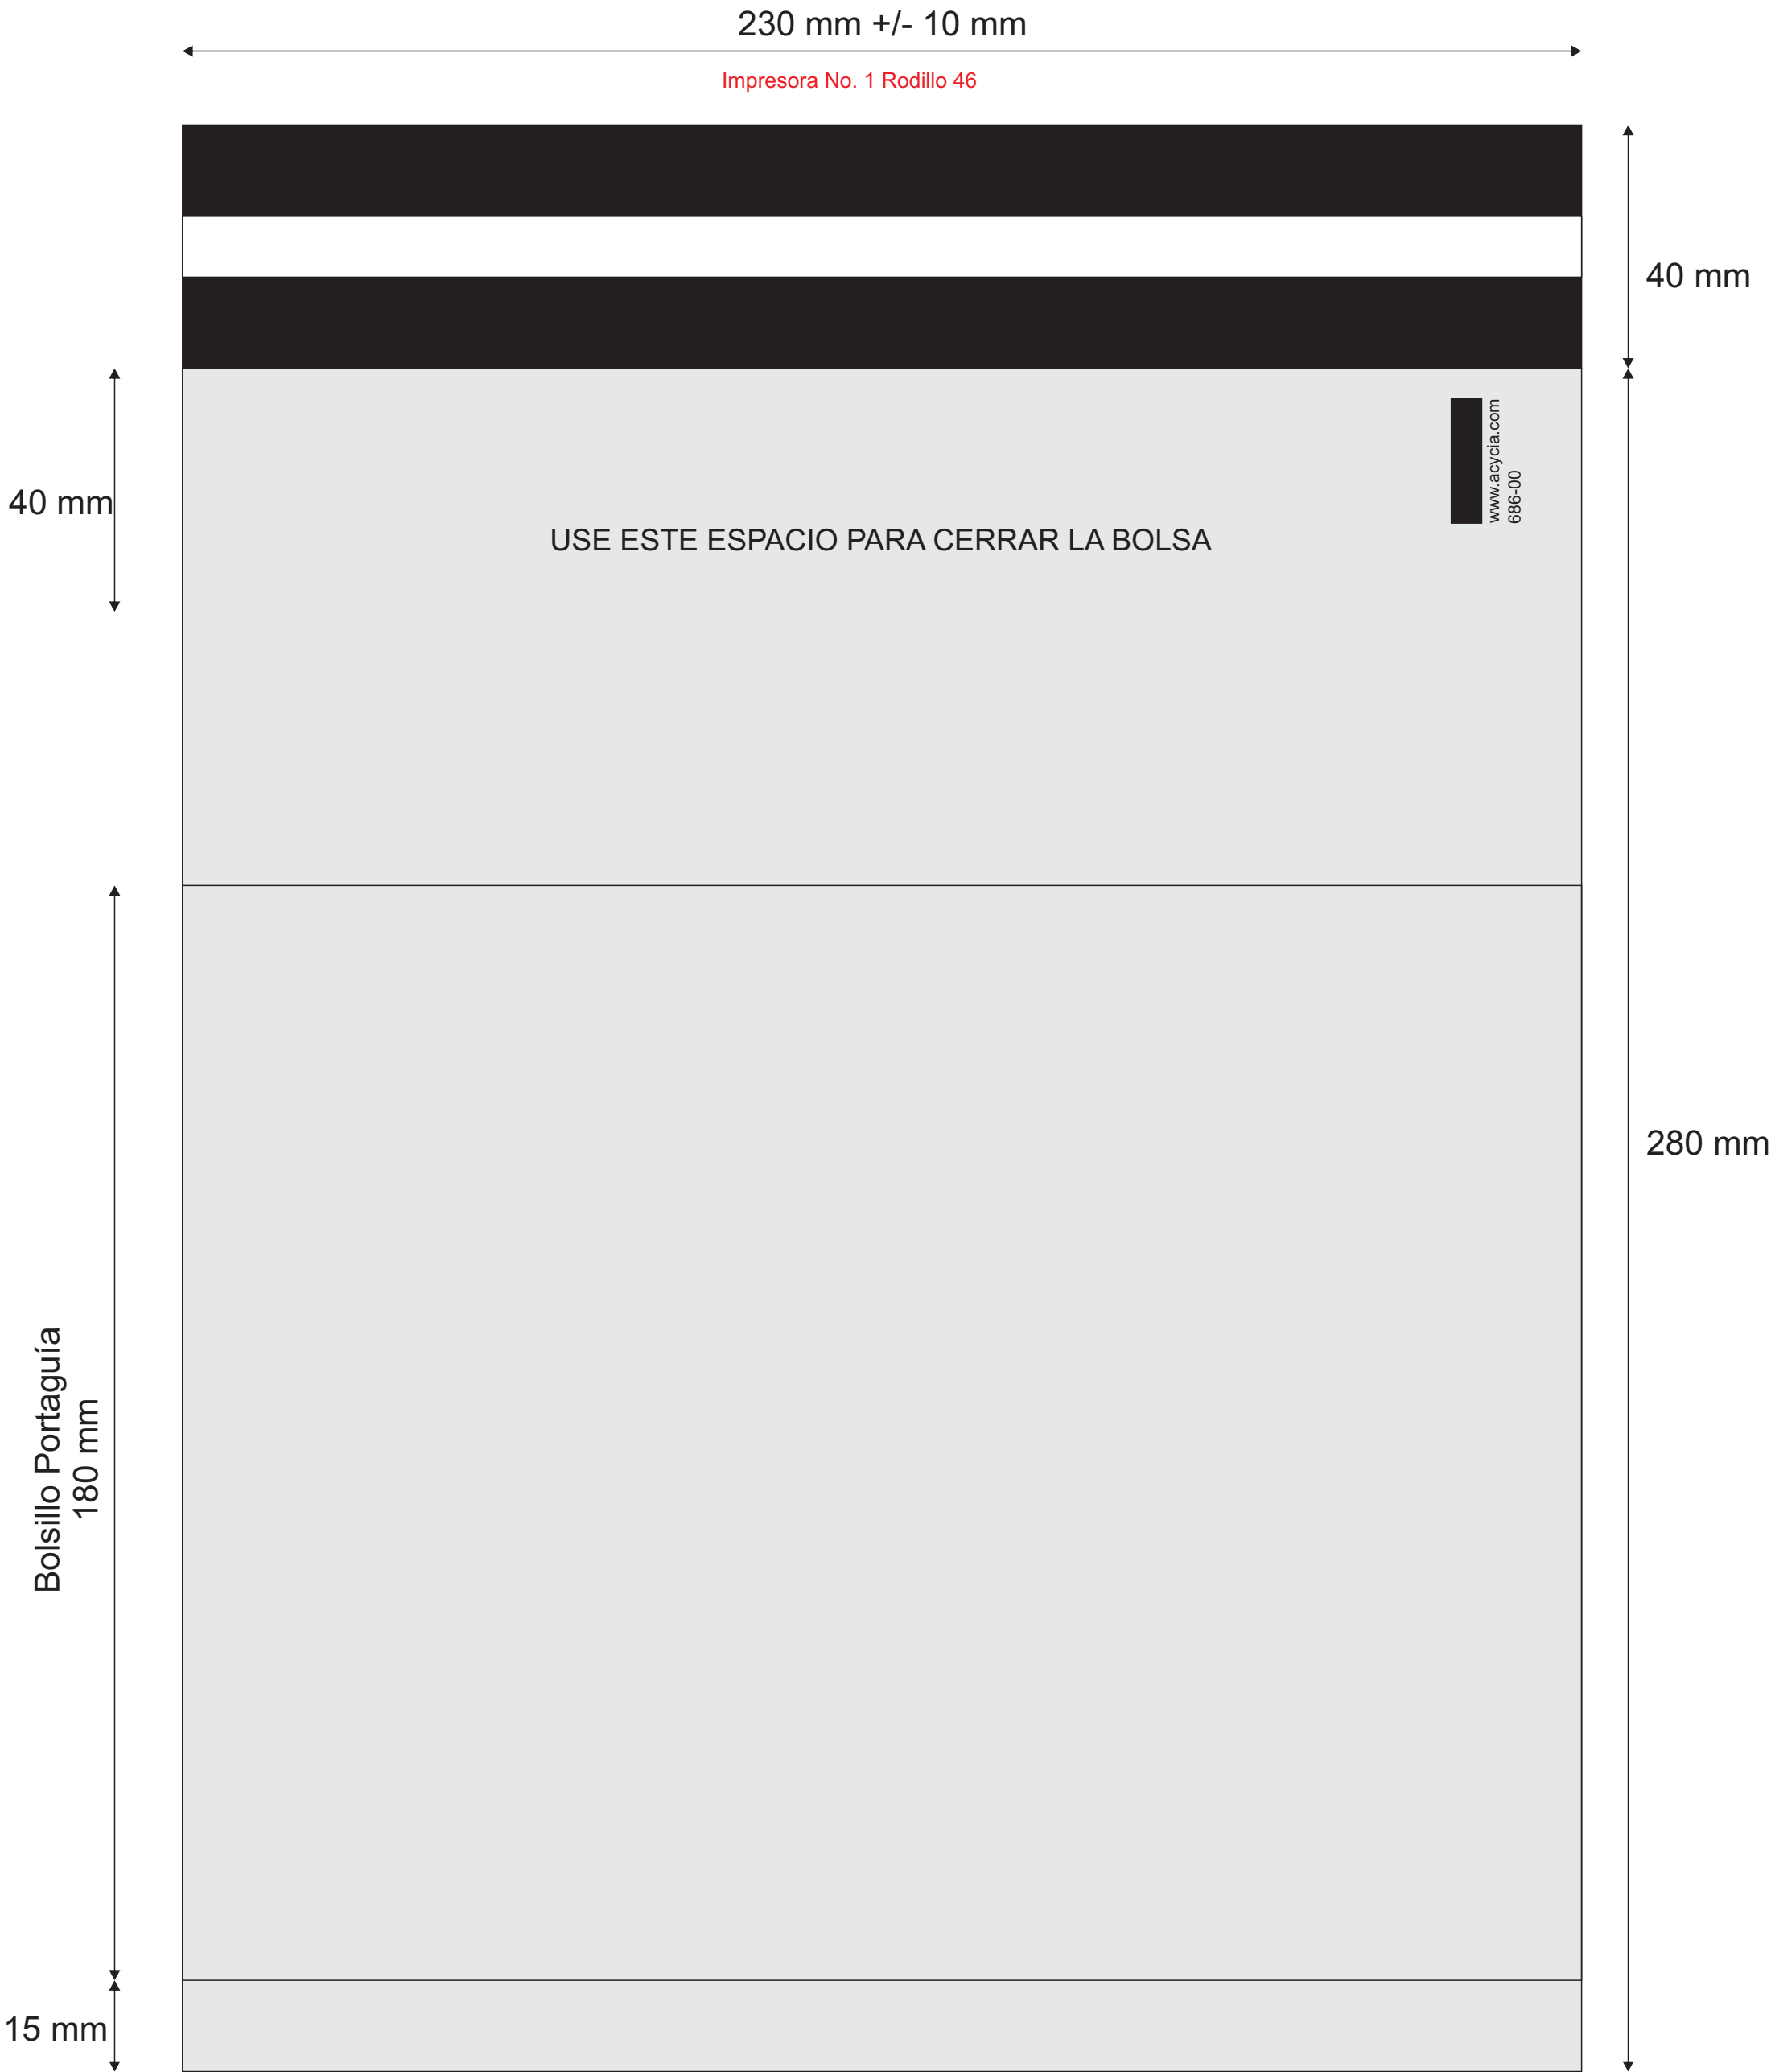 230 mm +/- 10 mm
Impresora No. 1 Rodillo 46
40 mm
www.acycia.com
686-00
40 mm
USE ESTE ESPACIO PARA CERRAR LA BOLSA
280 mm
Bolsillo Portaguía
180 mm
15 mm